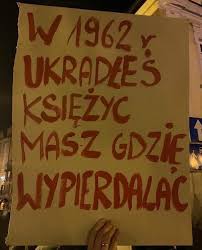 W 1962 r
UKRADŁEŚ
KSIĘŻYC
MASZ GDZIE
WYPIERDALAĆ